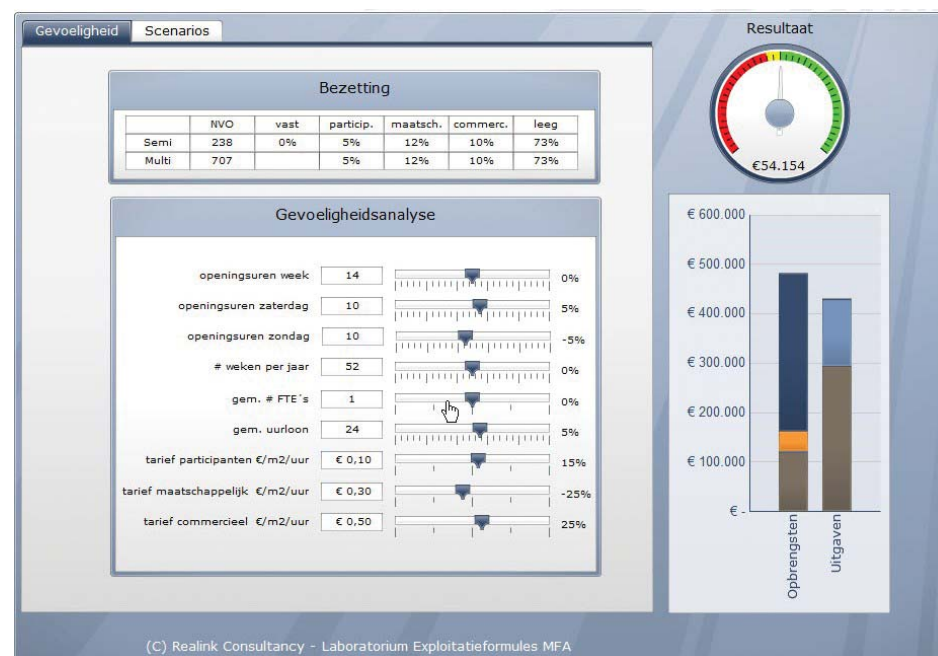 Gevoeligheid Scenarios
Bezetting
NVO vast particip. maatsch. commerc. leeg
Semi 238 0% 5% 12% 10% 73%
Multi 707 5% 12% 10% 73%
Gevoeligheidsanalyse
openingsuren week 14 0%
openingsuren zaterdag 10 5%
openingsuren zondag 10 -5%
# weken per jaar 52 0%
gem. # FTE`s 1 0%
gem. uurloon 24 5%
tarief participanten €/m2/uur € 0,10 15%
tarief maatschappelijk €/m2/uur € 0,30 -25%
tarief commercieel €/m2/uur € 0,50 25%
Resultaat
€54.154
€ 600.000
€ 500.000
€ 400.000
€ 300.000
€ 200.000
€ 100.000
€ -
Opbrengsten
Uitgaven
(C) Realink Consultancy - Laboratorium Exploitatieformules MFA